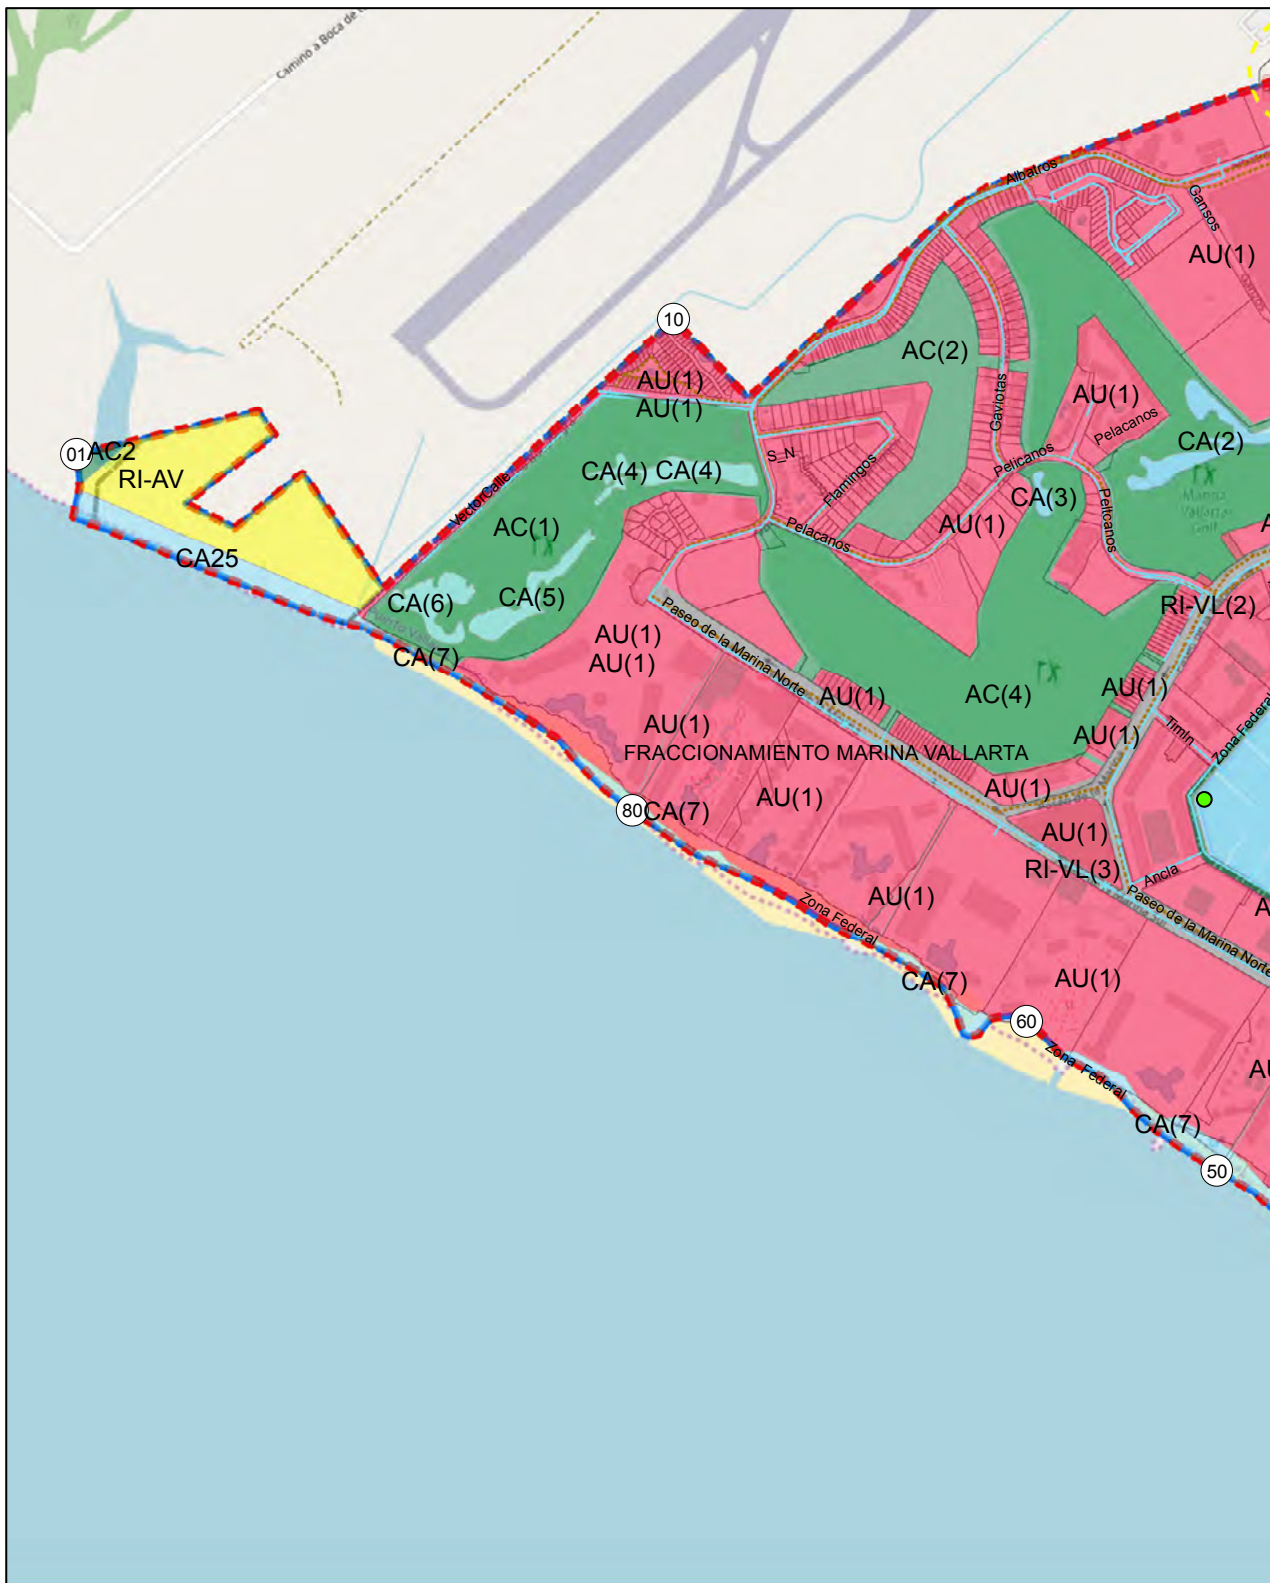 Camino a Boca de
Albatros
Gansos
AU(1)
10
AC(2)
AU(1)
AU(1)
Gaviotas
AU(1)
Pelacanos
CA(2)
01
AC2
RI-AV
S_N
Flamingos
Pelicanos
CA(4)
CA(4)
CA(3)
Marina
Vallarta
Golf
VectorCalle
AC(1)
AU(1)
Pelacanos
Peltcanos
CA25
CA(6)
CA(5)
RI-VL(2)
Paseo de la Marina Norte
AU(1)
AU(1)
CA(7)
AU(1)
AC(4)
AU(1)
Timln
Zona Federal
AU(1)
AU(1)
FRACCIONAMIENTO MARINA VALLARTA
AU(1)
AU(1)
80
CA(7)
AU(1)
RI-VL(3)
Ancla
AU(1)
Paseo de la Marina Norte
Zona Federal
CA(7)
AU(1)
60
Zona Federal
CA(7)
50